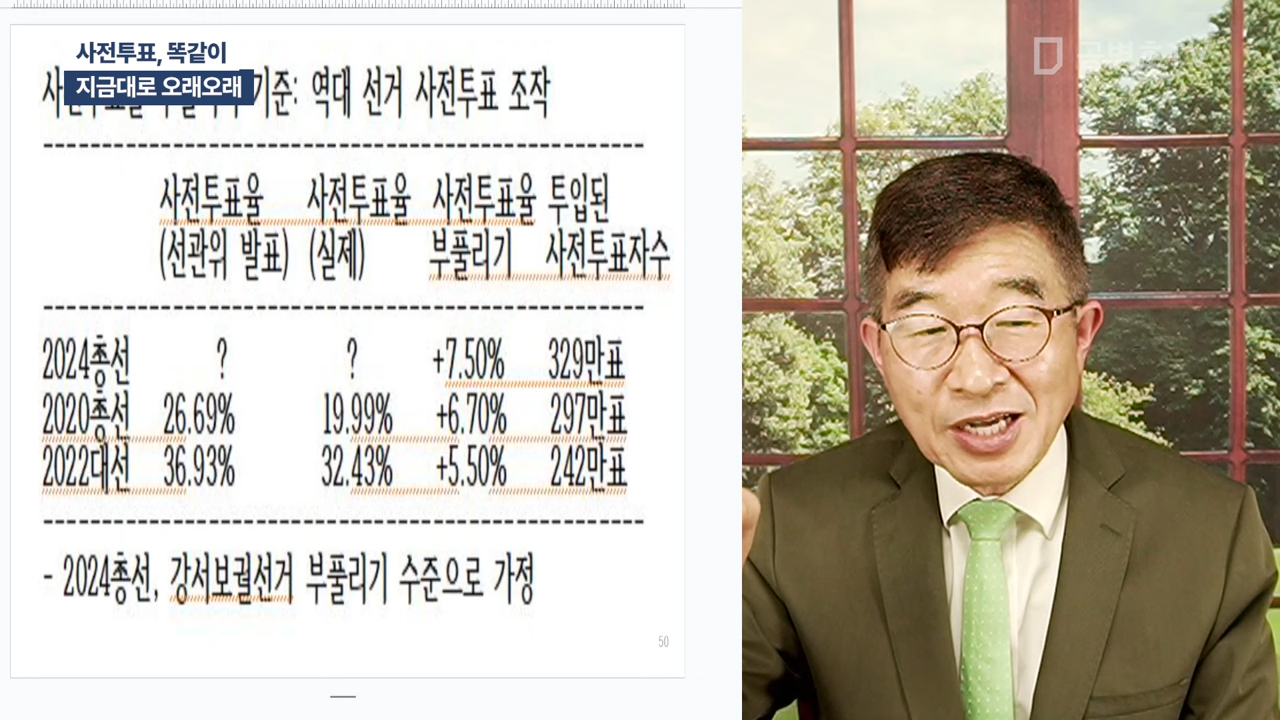 사전투표, 똑같이
지금대로 오래오래
기준: 역대 선거 사전투표 조작
사전투표율 사전투표율 사전투표율 투입된
(선관위 발표) (실제) 부풀리기 사전투표자수
2024총선 ? ? +7.50% 329만표
2020총선 26.69% 19.99% +6.70% 297만표
2022대선 36.93% 32.43% +5.50% 242만표
- 2024총선, 강서보궐선거 부풀리기 수준으로 가정
50